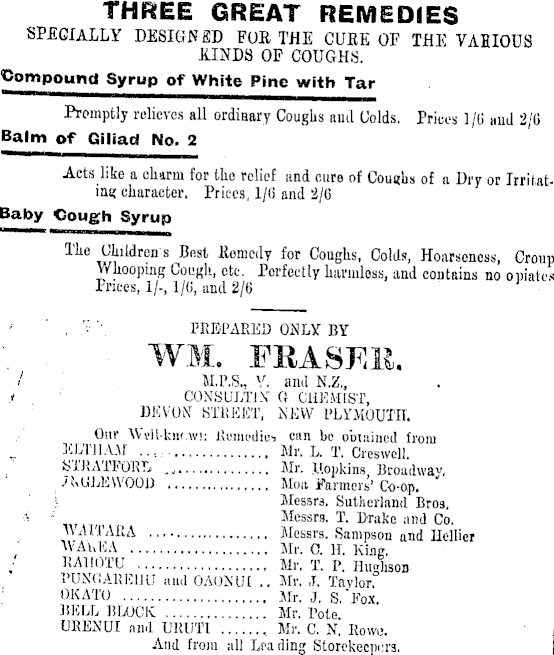 THREE GREAT REMEDIES
SPECIALLY DESIGNED FOR THE CURE OF THE VARIOUS
KINDS OF COUGHS.
Compound Syrup of White Pine with Tar
Promptly relieves all ordinary Coughs and Colds. Prices 1/6 and 2/6
Balm of Giliad No. 2
Acts like a charm for the relief and cure of Coughs of a Dry or Irritat-
ing character. Prices, 1/6 and 2/6
Baby Cough Syrup
The Children's Best Remedy for Coughs, Colds, Hoarseness, Croup
Whooping Cough, etc. Perfectly harmless, and contains no opiates
Prices, 1/-, 1/6, and 2/6
PREPARED ONLY BY
WM. FRASER.
M.P.S., V. and N.Z.,
CONSULTIN G CHEMIST,
DEVON STREET, NEW PLYMOUTH.
Our Well-known Remedies can be obtained from
ELTHAM ................ Mr. L. T. Creswell.
STRATFORD .............. Mr. Hopkins, Broadway.
INGLEWOOD ............... Moa Farmers' Co-op.
Messrs. Sutherland Bros.
Messrs. T. Drake and Co.
WAITARA .................. Messrs. Sampson and Hellier
WAREA .................... Mr. C. H. King.
RAHOTU ................... Mr. T. P. Hughson
PUNGAREHU and OAONUI .. Mr. J. Taylor.
OKATO .................... Mr. J. S. Fox.
BELL BLOCK .............. Mr. Pote.
URENUI and URUTI ....... Mr. C. N. Rowe.
And from all Leading Storekeepers.